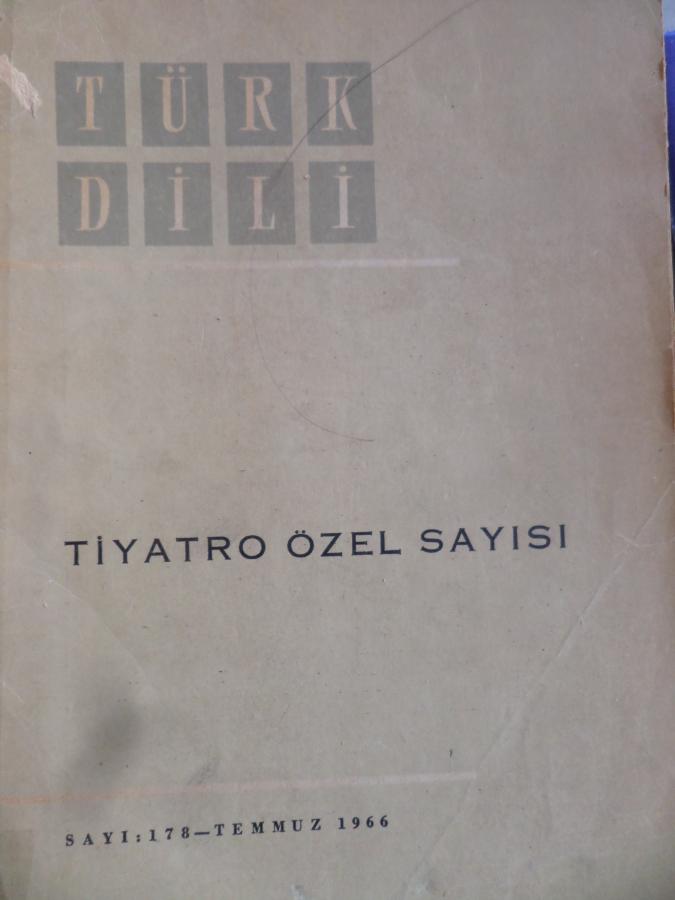 TÜRK
DİLİ
TİYATRO ÖZEL SAYISI
SAYI:178—TEMMUZ 1966